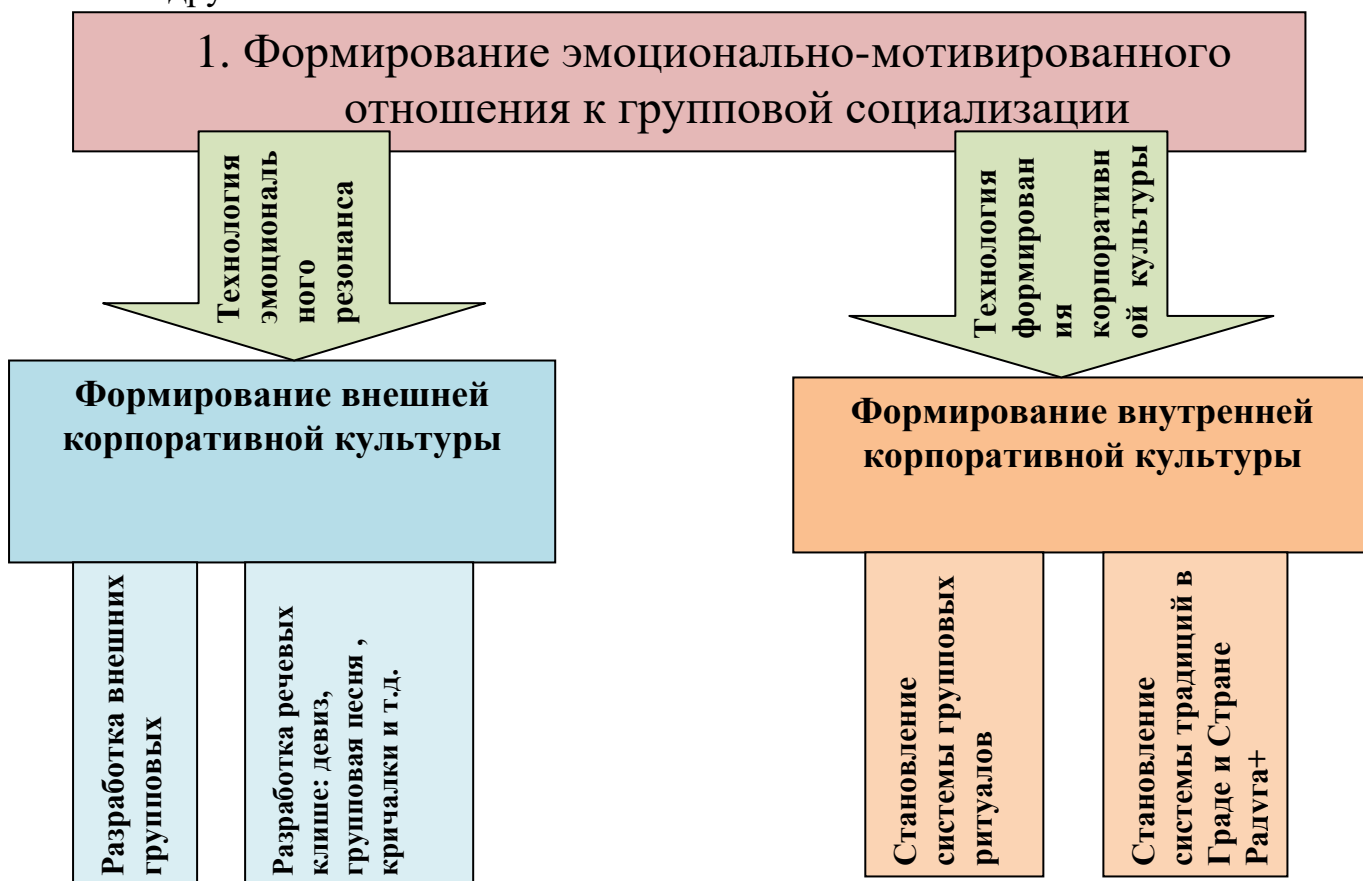 дру
1. Формирование эмоционально-мотивированного
отношения к групповой социализации
Технология
эмоциональ
ного
резонанса
Технология
формирован
ия
корпоративн
ой культуры
Формирование внешней
корпоративной культуры
Формирование внутренней
корпоративной культуры
Разработка внешних
групповых
Разработка речевых
клише: девиз,
групповая песня ,
кричалки и т.д.
Становление
системы групповых
ритуалов
Становление
системы традиций в
Граде и Стране
Радуга+